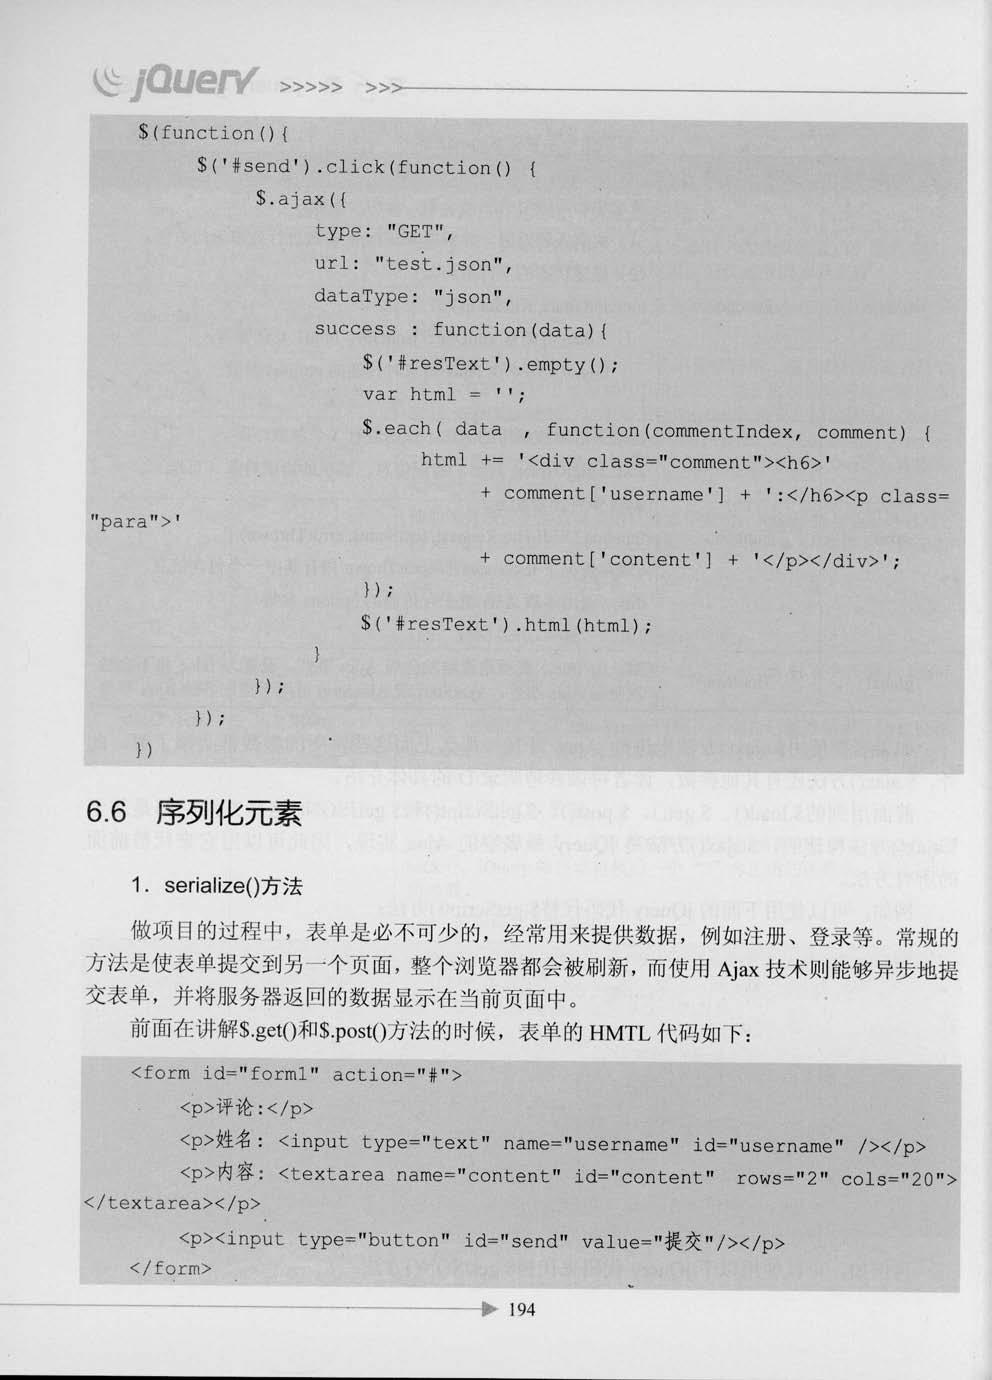 jQuery >>>>> >>>
$(function(){
$('#send').click(function() {
$.ajax({
type: "GET",
url: "test.json",
dataType: "json",
success : function(data){
$('#resText').empty();
var html = '';
$.each( data , function(commentIndex, comment) {
html += '<div class="comment"><h6>'
+ comment['username'] + ':</h6><p class=
"para">'
+ comment['content'] + '</p></div>';
});
$('#resText').html(html);
}
});
});
})
6.6 序列化元素
1. serialize()方法
做项目的过程中，表单是必不可少的，经常用来提供数据，例如注册、登录等。常规的
方法是使表单提交到另一个页面，整个浏览器都会被刷新，而使用 Ajax 技术则能够异步地提
交表单，并将服务器返回的数据显示在当前页面中。
前面在讲解$.get()和$.post()方法的时候，表单的 HMTL 代码如下：
<form id="form1" action="#">
<p>评论:</p>
<p>姓名: <input type="text" name="username" id="username" /></p>
<p>内容: <textarea name="content" id="content" rows="2" cols="20">
</textarea></p>
<p><input type="button" id="send" value="提交"/></p>
</form>
194